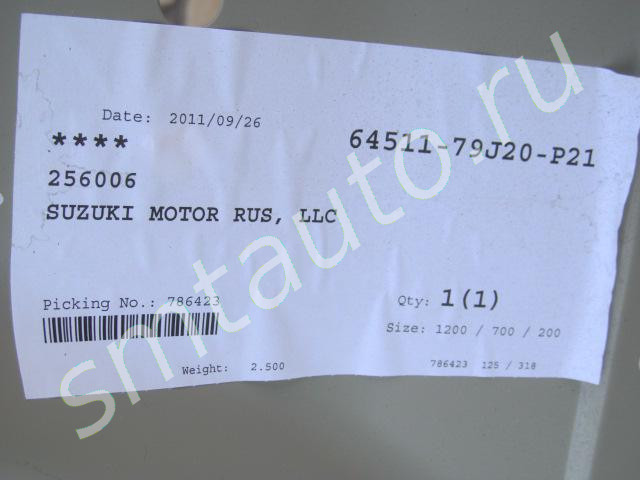 Date: 2011/09/26
**** 64511-79J20-P21
256006
SUZUKI MOTOR RUS, LLC
Picking No.: 786423 Qty: 1(1)
Size: 1200 / 700 / 200
Weight: 2.500 786423 125 / 318
smtauto.ru